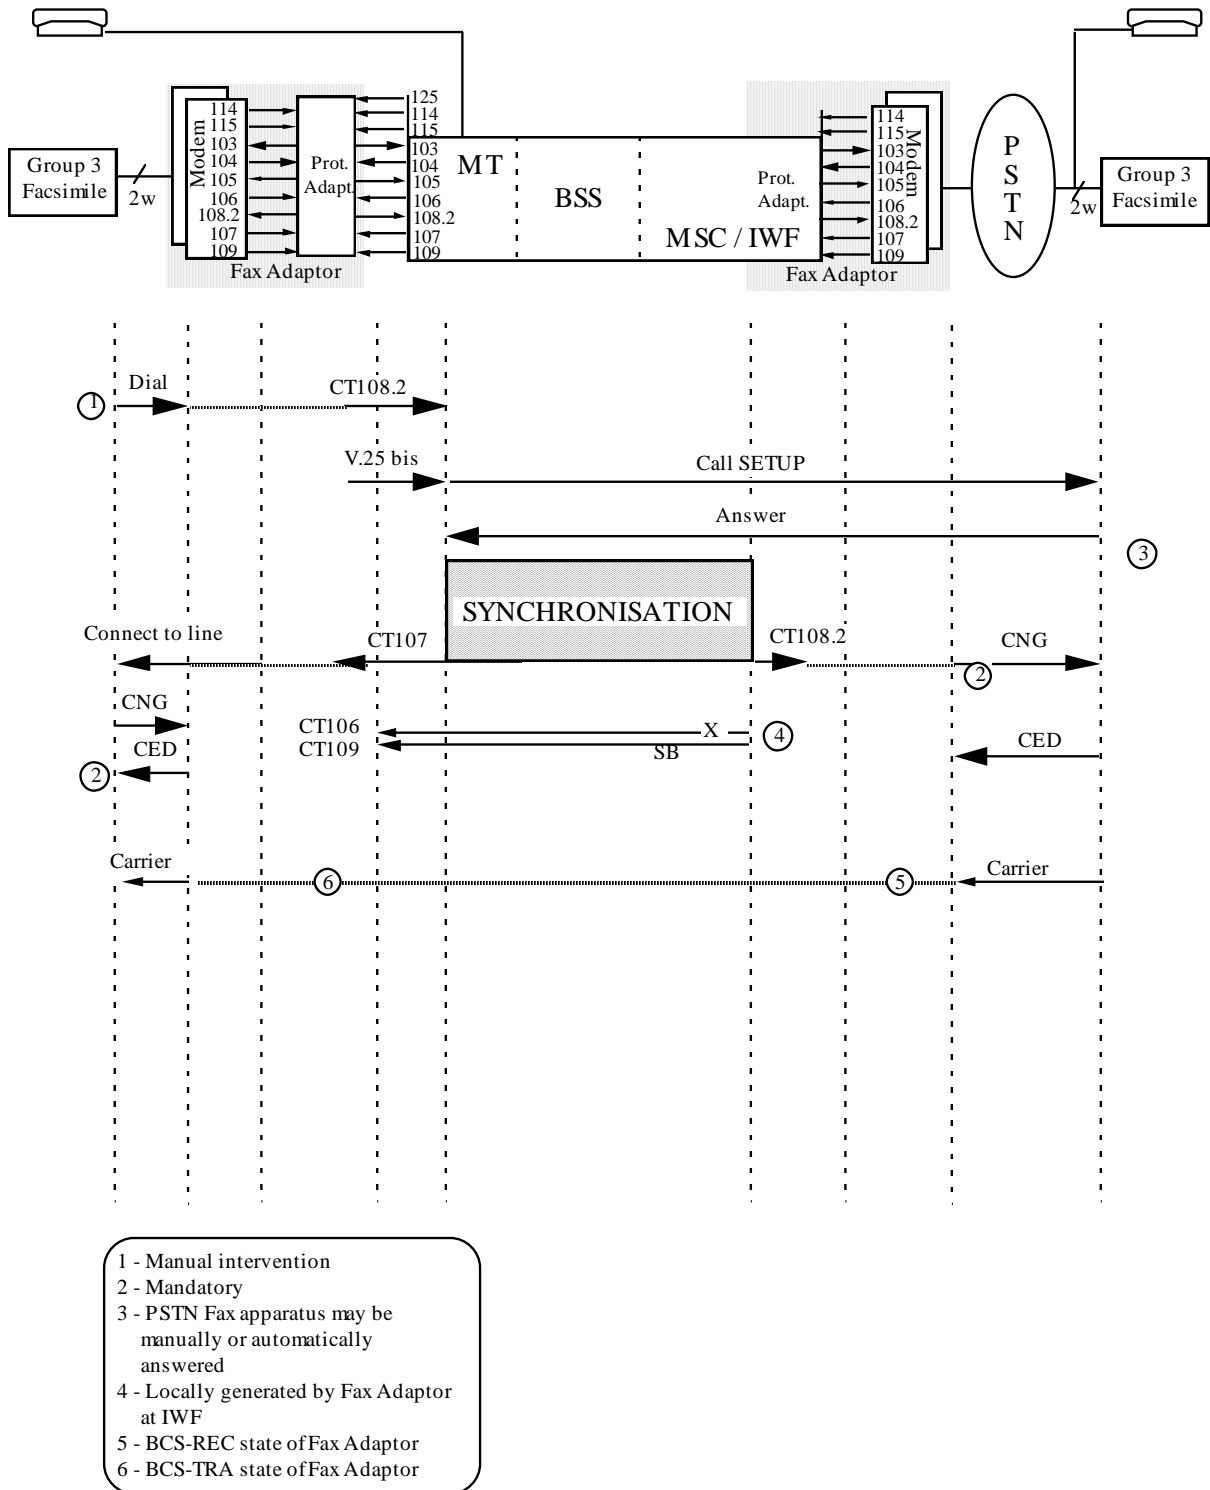 125
114
114
114
115
115
115
103
103
103
104
104
104
105
105
105
106
106
106
108.2
108.2
108.2
107
107
107
109
109
109
Modem
Modem
Prot.
Adapt.
Prot.
Adapt.
MT
BSS
MSC / IWF
P
S
T
N
Group 3
Facsimile
2w
Group 3
Facsimile
2w
Fax Adaptor
Fax Adaptor
Dial
CT108.2
1
V.25 bis
Call SETUP
Answer
3
SYNCHRONISATION
Connect to line
CT107
CT108.2
CNG
2
CNG
CT106
X
4
CT109
SB
CED
CED
2
Carrier
6
5
Carrier
1 - Manual intervention
2 - Mandatory
3 - PSTN Fax apparatus may be
manually or automatically
answered
4 - Locally generated by Fax Adaptor
at IWF
5 - BCS-REC state of Fax Adaptor
6 - BCS-TRA state of Fax Adaptor